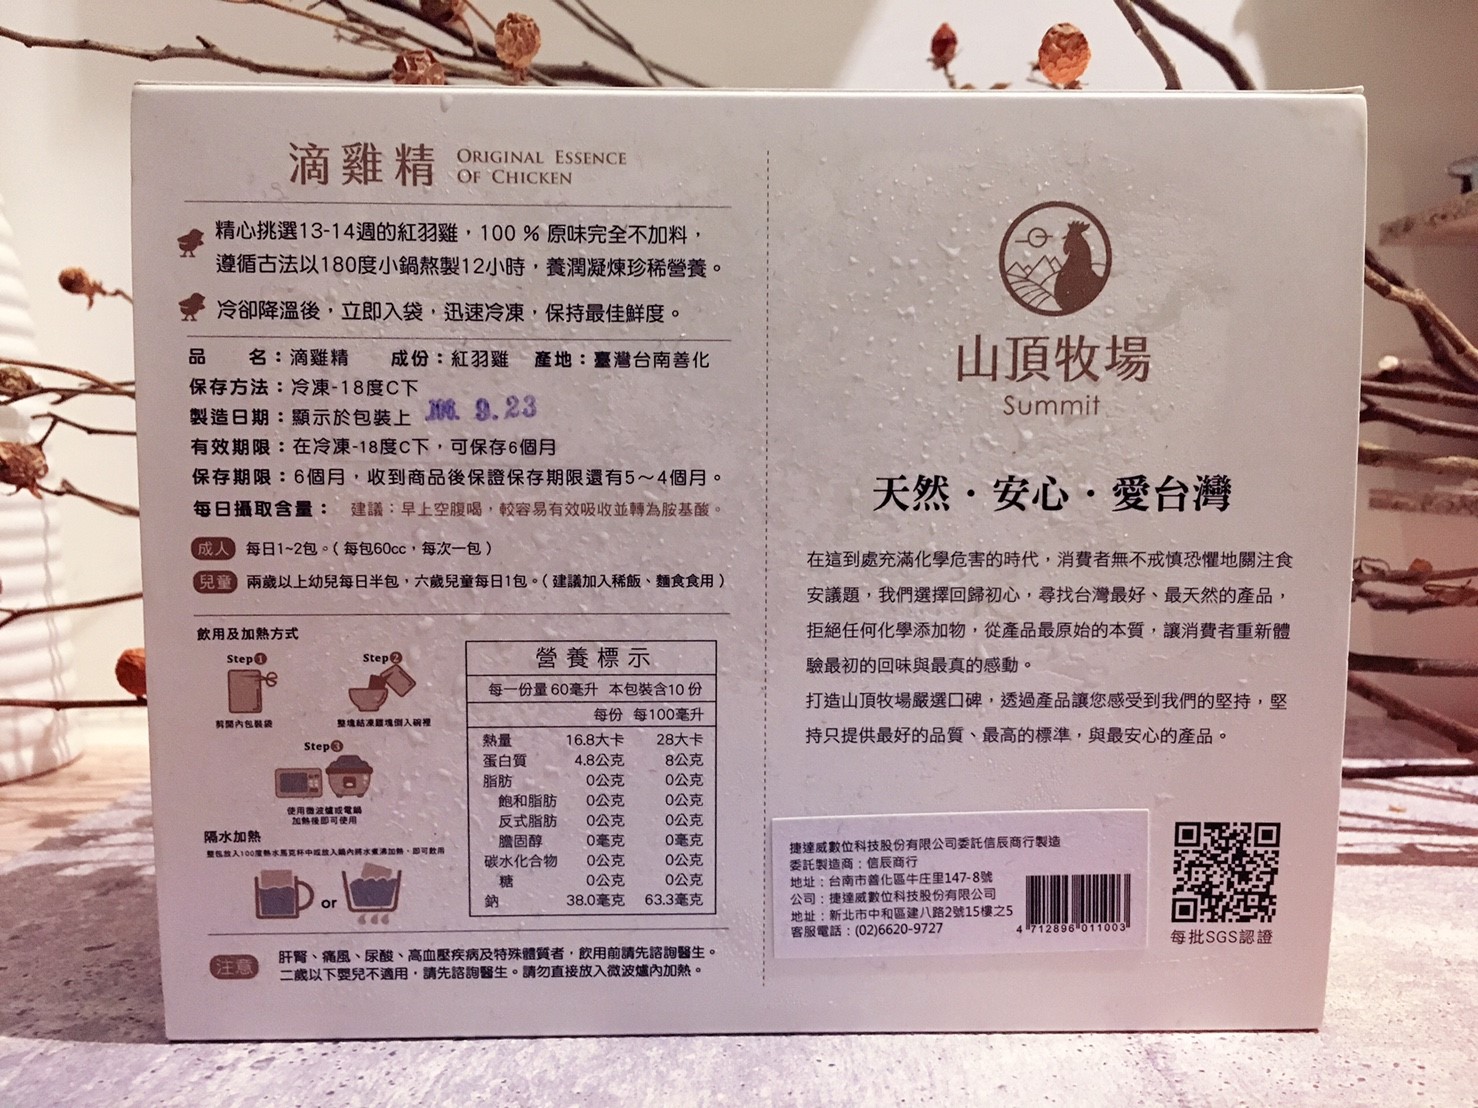 滴雞精 ORIGINAL ESSENCE
OF CHICKEN
精心挑選13-14週的紅羽雞，100 % 原味完全不加料，
遵循古法以180度小鍋熬製12小時，養潤凝煉珍稀營養。
冷卻降溫後，立即入袋，迅速冷凍，保持最佳鮮度。
品　　名：滴雞精　成份：紅羽雞　產地：臺灣台南善化
保存方法：冷凍-18度C下
製造日期：顯示於包裝上 106. 9. 23
有效期限：在冷凍-18度C下，可保存6個月
保存期限：6個月，收到商品後保證保存期限還有5～4個月。
每日攝取含量： 建議：早上空腹喝，較容易有效吸收並轉為胺基酸。
成人 每日1~2包。（每包60cc，每次一包）
兒童 兩歲以上幼兒每日半包，六歲兒童每日1包。（建議加入稀飯、麵食食用）
飲用及加熱方式
Step1
剪開內包裝袋
Step2
整塊結凍雞塊倒入碗裡
Step3
使用微波爐或電鍋
加熱後即可使用
隔水加熱
整包放入100度熱水馬克杯中或放入鍋內將水煮沸加熱，即可飲用
or
營養標示
每一份量 60毫升 本包裝含10 份
每份 每100毫升
熱量 16.8大卡 28大卡
蛋白質 4.8公克 8公克
脂肪 0公克 0公克
飽和脂肪 0公克 0公克
反式脂肪 0公克 0公克
膽固醇 0毫克 0毫克
碳水化合物 0公克 0公克
糖 0公克 0公克
鈉 38.0毫克 63.3毫克
注意 肝腎、痛風、尿酸、高血壓疾病及特殊體質者，飲用前請先諮詢醫生。
二歲以下嬰兒不適用，請先諮詢醫生。請勿直接放入微波爐內加熱。
山頂牧場
Summit
天然・安心・愛台灣
在這到處充滿化學危害的時代，消費者無不戒慎恐懼地關注食
安議題，我們選擇回歸初心，尋找台灣最好、最天然的產品，
拒絕任何化學添加物，從產品最原始的本質，讓消費者重新體
驗最初的回味與最真的感動。
打造山頂牧場嚴選口碑，透過產品讓您感受到我們的堅持，堅
持只提供最好的品質、最高的標準，與最安心的產品。
捷達威數位科技股份有限公司委託信辰商行製造
委託製造商：信辰商行
地址：台南市善化區牛庄里147-8號
公司：捷達威數位科技股份有限公司
地址：新北市中和區建八路2號15樓之5
客服電話：(02)6620-9727
4 712896 011003
每批SGS認證